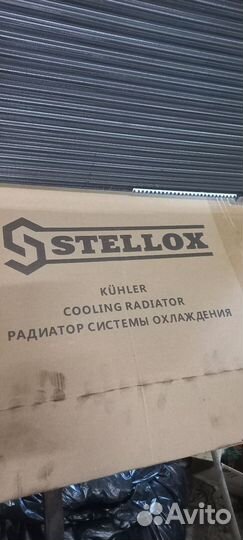 STELLOX
KÜHLER
COOLING RADIATOR
РАДИАТОР СИСТЕМЫ ОХЛАЖДЕНИЯ
Avito